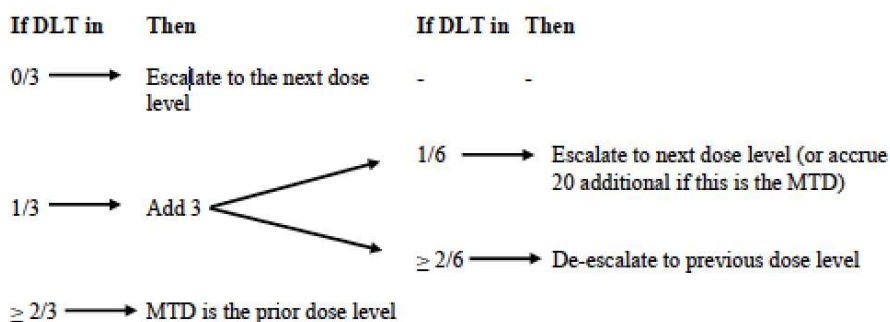 If DLT in Then If DLT in Then
0/3 Escalate to the next dose - -
level
1/6 Escalate to next dose level (or accrue
20 additional if this is the MTD)
1/3 Add 3
≥ 2/6 De-escalate to previous dose level
≥ 2/3 MTD is the prior dose level